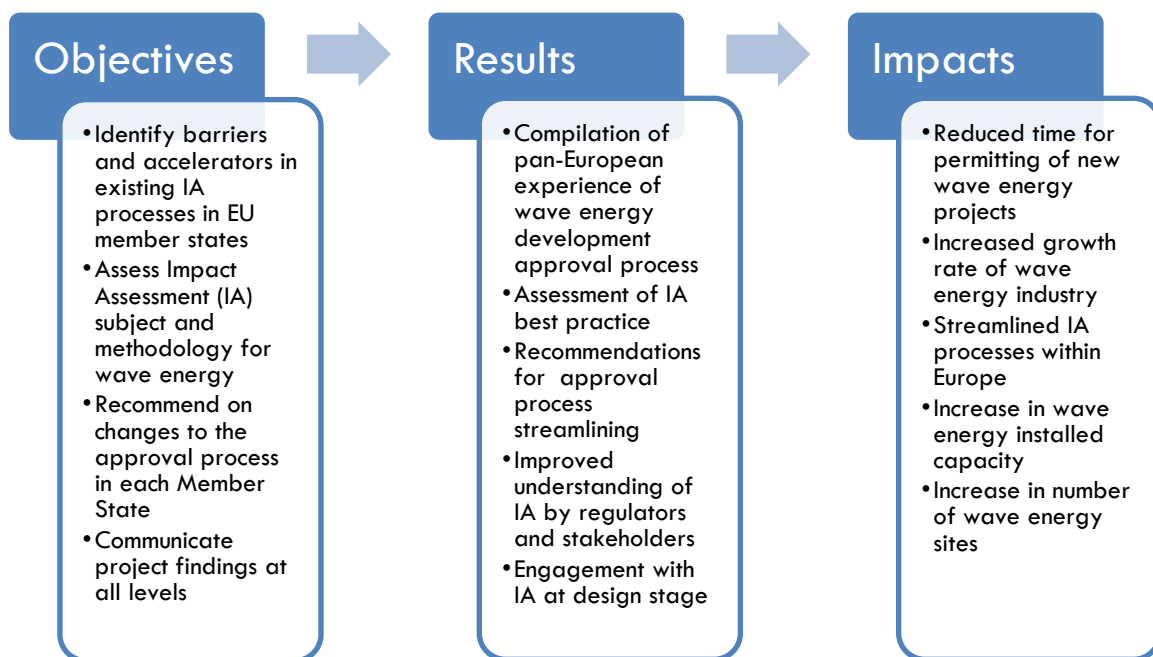 Objectives
•Identify barriers
and accelerators in
existing IA
processes in EU
member states
•Assess Impact
Assessment (IA)
subject and
methodology for
wave energy
•Recommend on
changes to the
approval process
in each Member
State
•Communicate
project findings at
all levels
Results
•Compilation of
pan-European
experience of
wave energy
development
approval process
•Assessment of IA
best practice
•Recommendations
for approval
process
streamlining
•Improved
understanding of
IA by regulators
and stakeholders
•Engagement with
IA at design stage
Impacts
•Reduced time for
permitting of new
wave energy
projects
•Increased growth
rate of wave
energy industry
•Streamlined IA
processes within
Europe
•Increase in wave
energy installed
capacity
•Increase in number
of wave energy
sites